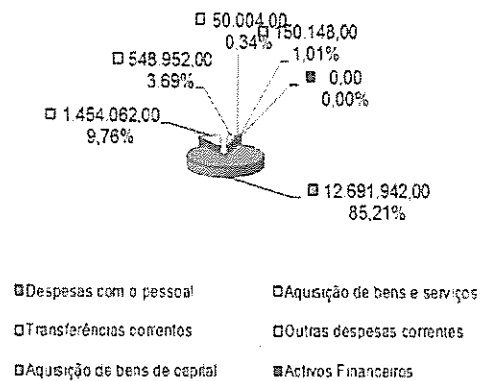 50.004,00
0,34%
150.148,00
1,01%
548.952,00
3.69%
0,00
0,00%
1.454.062,00
9,76%
12.691.942,00
85,21%
Despesas com o pessoal
Aquisição de bens e serviços
Transferências correntes
Outras despesas correntes
Aquisição de bens de capital
Activos Financeiros